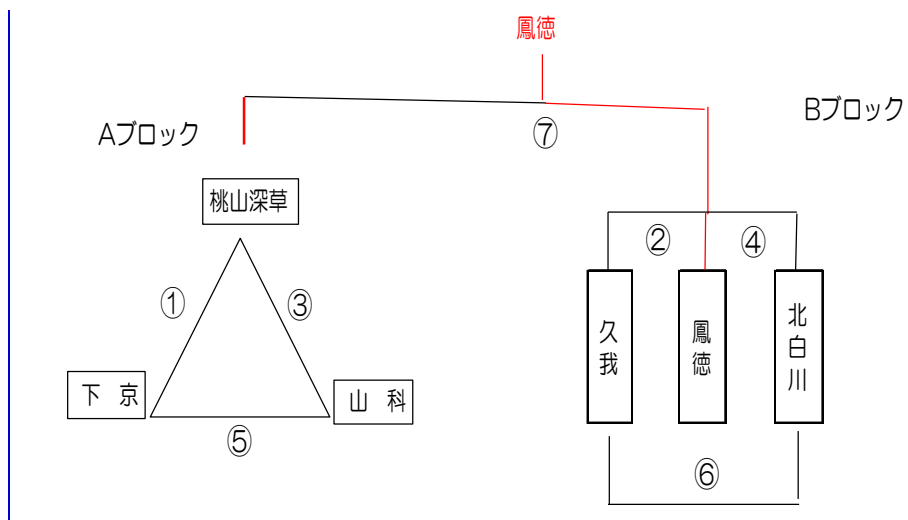 鳳徳
Aブロック
Bブロック
⑦
桃山深草
①
③
②
④
下 京
山 科
⑤
久我
鳳徳
北白川
⑥